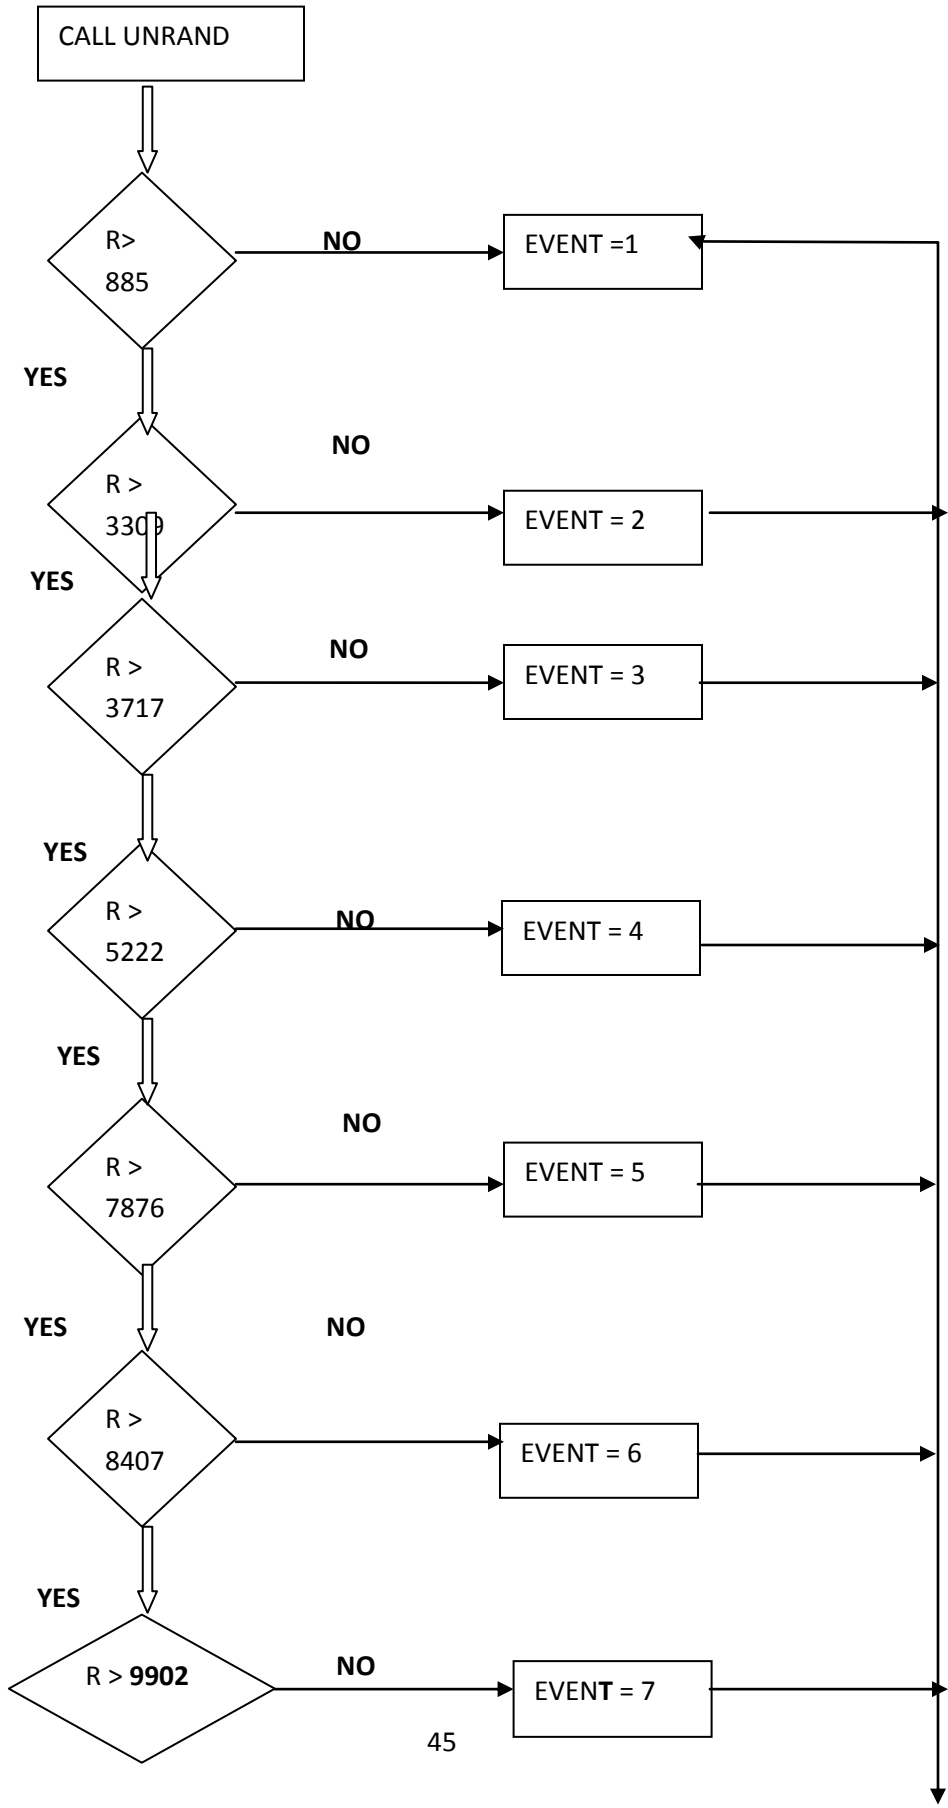 CALL UNRAND
R>
885
NO
EVENT =1
YES
NO
R >
3309
EVENT = 2
YES
NO
R >
3717
EVENT = 3
YES
R >
5222
NO
EVENT = 4
YES
NO
R >
7876
EVENT = 5
YES
NO
R >
8407
EVENT = 6
YES
R > 9902
NO
EVENT = 7
45